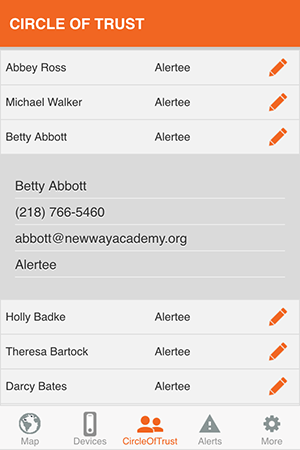 CIRCLE OF TRUST
Abbey Ross Alertee
Michael Walker Alertee
Betty Abbott Alertee
Betty Abbott
(218) 766-5460
abbott@newwayacademy.org
Alertee
Holly Badke Alertee
Theresa Bartock Alertee
Darcy Bates Alertee
Map Devices CircleOfTrust Alerts More